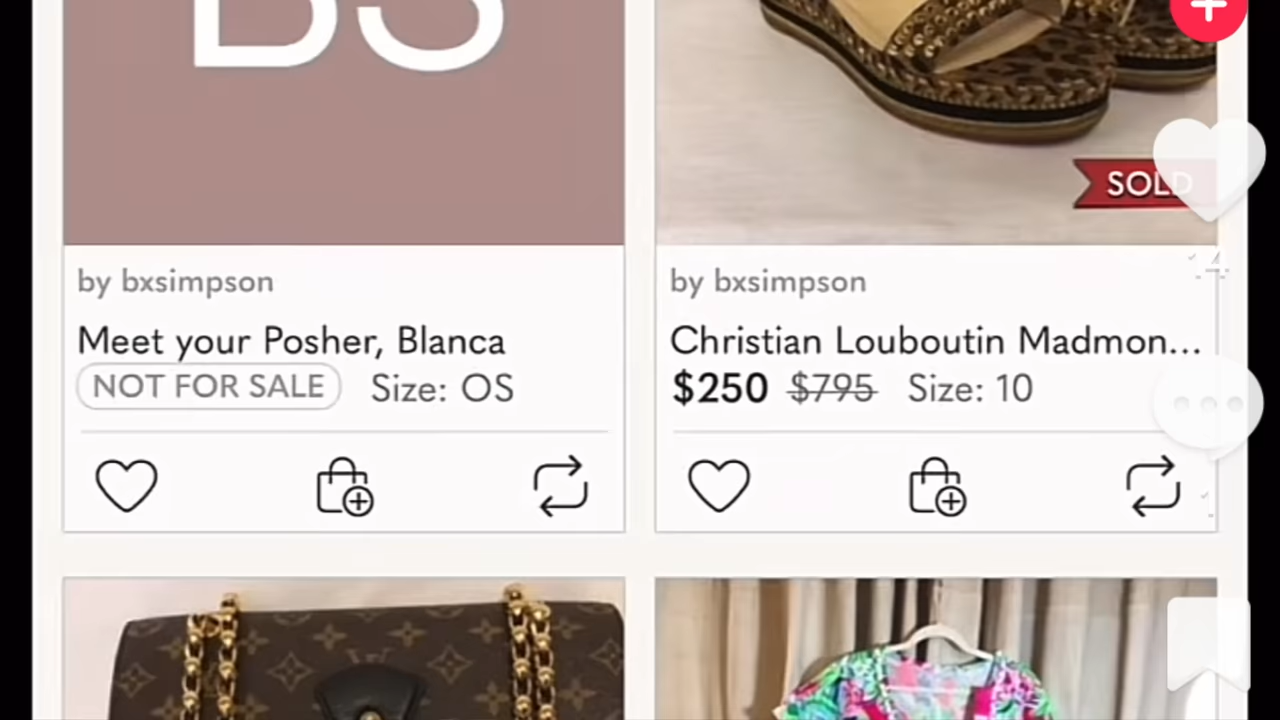 BS
SOLD
by bxsimpson
Meet your Posher, Blanca
NOT FOR SALE Size: OS
by bxsimpson
Christian Louboutin Madmon...
$250 $795 Size: 10